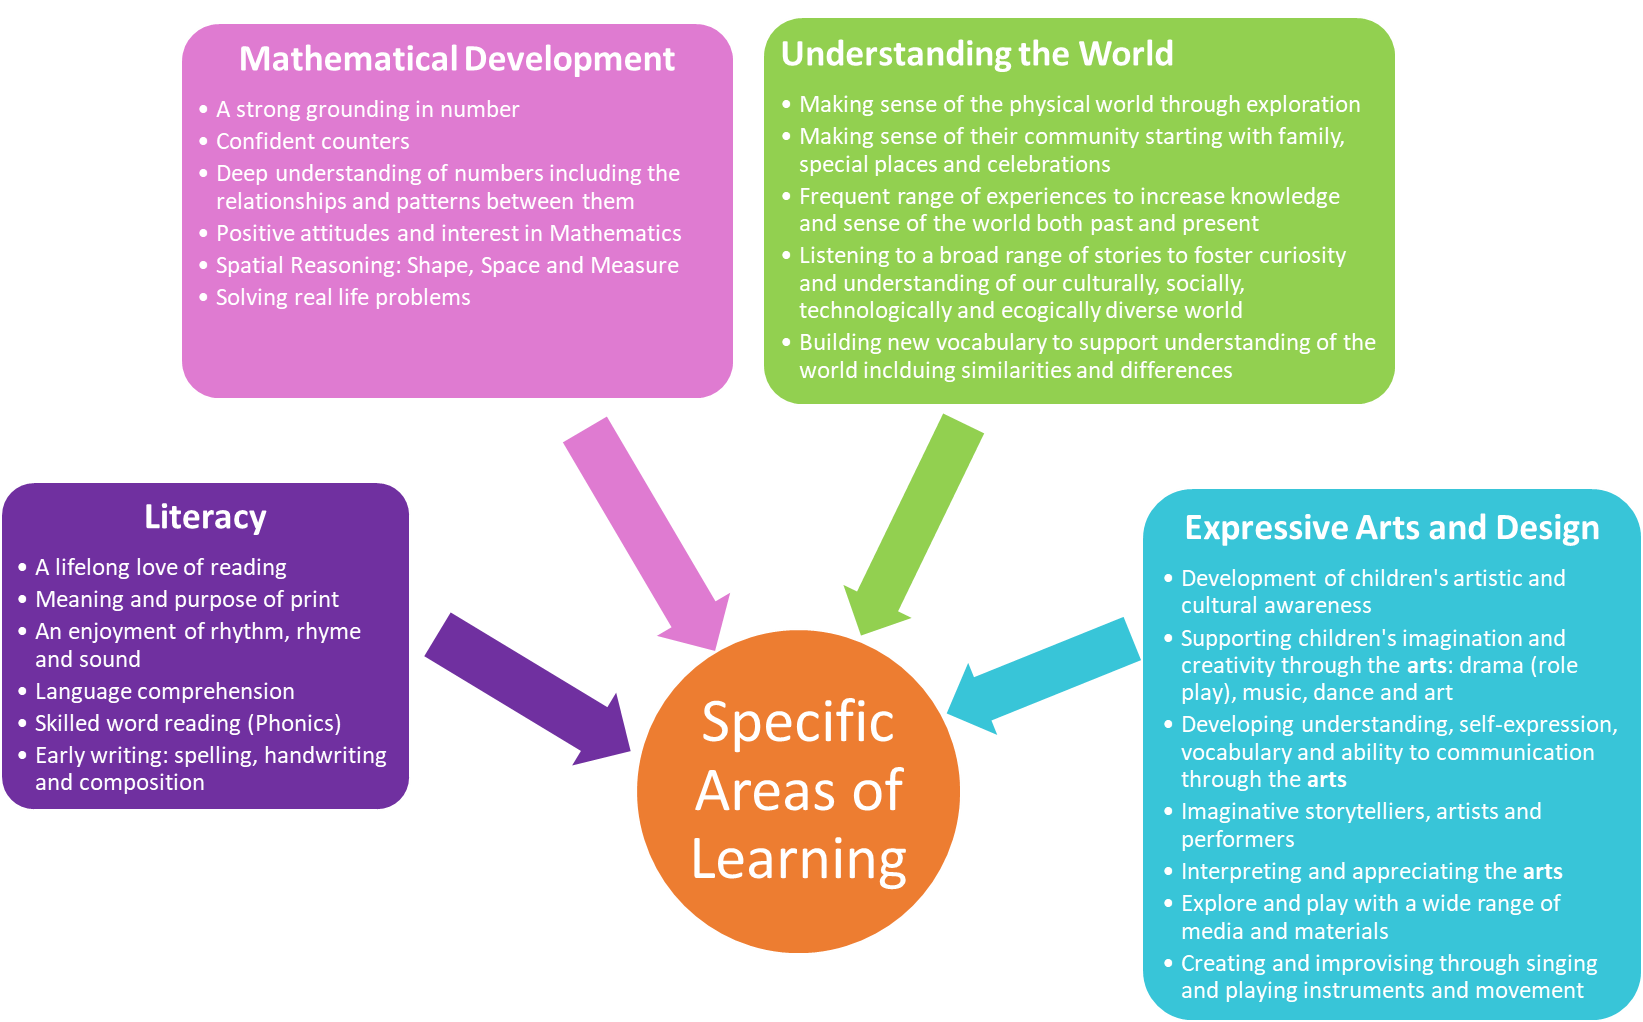 Mathematical Development
• A strong grounding in number
• Confident counters
• Deep understanding of numbers including the
relationships and patterns between them
• Positive attitudes and interest in Mathematics
• Spatial Reasoning: Shape, Space and Measure
• Solving real life problems
Understanding the World
• Making sense of the physical world through exploration
• Making sense of their community starting with family,
special places and celebrations
• Frequent range of experiences to increase knowledge
and sense of the world both past and present
• Listening to a broad range of stories to foster curiosity
and understanding of our culturally, socially,
technologically and ecogically diverse world
• Building new vocabulary to support understanding of the
world inclduing similarities and differences
Literacy
• A lifelong love of reading
• Meaning and purpose of print
• An enjoyment of rhythm, rhyme
and sound
• Language comprehension
• Skilled word reading (Phonics)
• Early writing: spelling, handwriting
and composition
Specific
Areas of
Learning
Expressive Arts and Design
• Development of children's artistic and
cultural awareness
• Supporting children's imagination and
creativity through the arts: drama (role
play), music, dance and art
• Developing understanding, self-expression,
vocabulary and ability to communication
through the arts
• Imaginative storytelliers, artists and
performers
• Interpreting and appreciating the arts
• Explore and play with a wide range of
media and materials
• Creating and improvising through singing
and playing instruments and movement